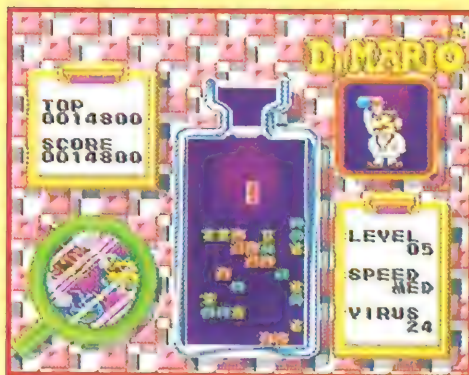 DR.MARIO
TOP
0014800
SCORE
0014800
LEVEL
05
SPEED
MED
VIRUS
24